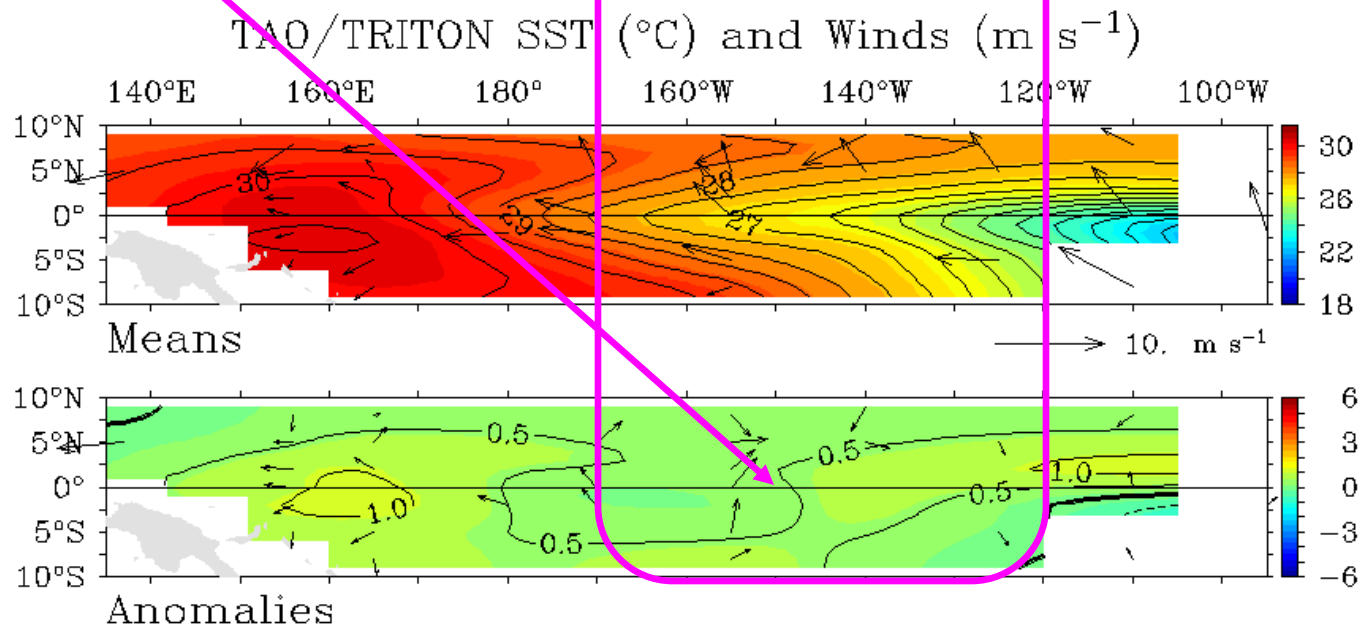 TAO/TRITON SST (°C) and Winds (m s⁻¹)
140°E 160°E 180° 160°W 140°W 120°W 100°W
10°N
5°N
0°
5°S
10°S
30
29
28
27
30
26
22
18
Means
10. m s⁻¹
10°N
5°N
0°
5°S
10°S
0.5
0.5
1.0
1.0
0.5
0.5
6
3
0
−3
−6
Anomalies